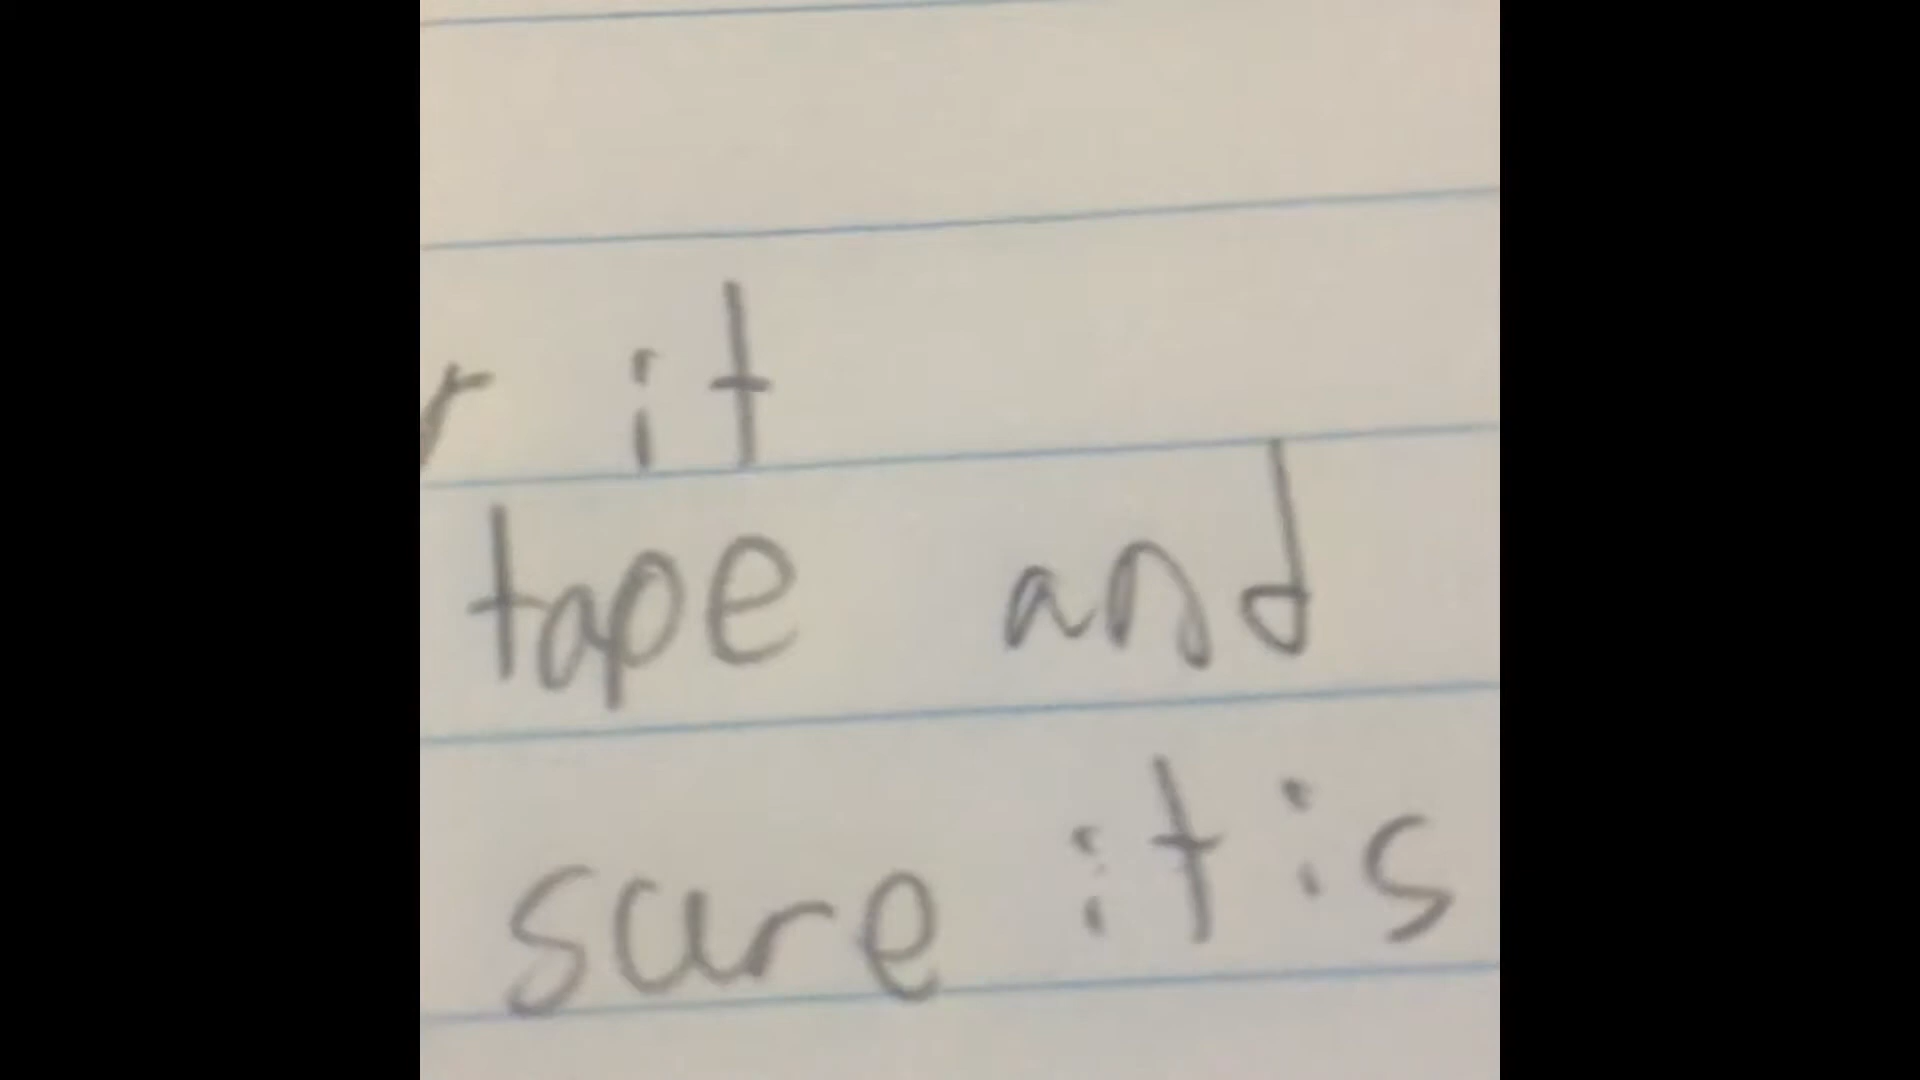 r it
tape and
sure it is